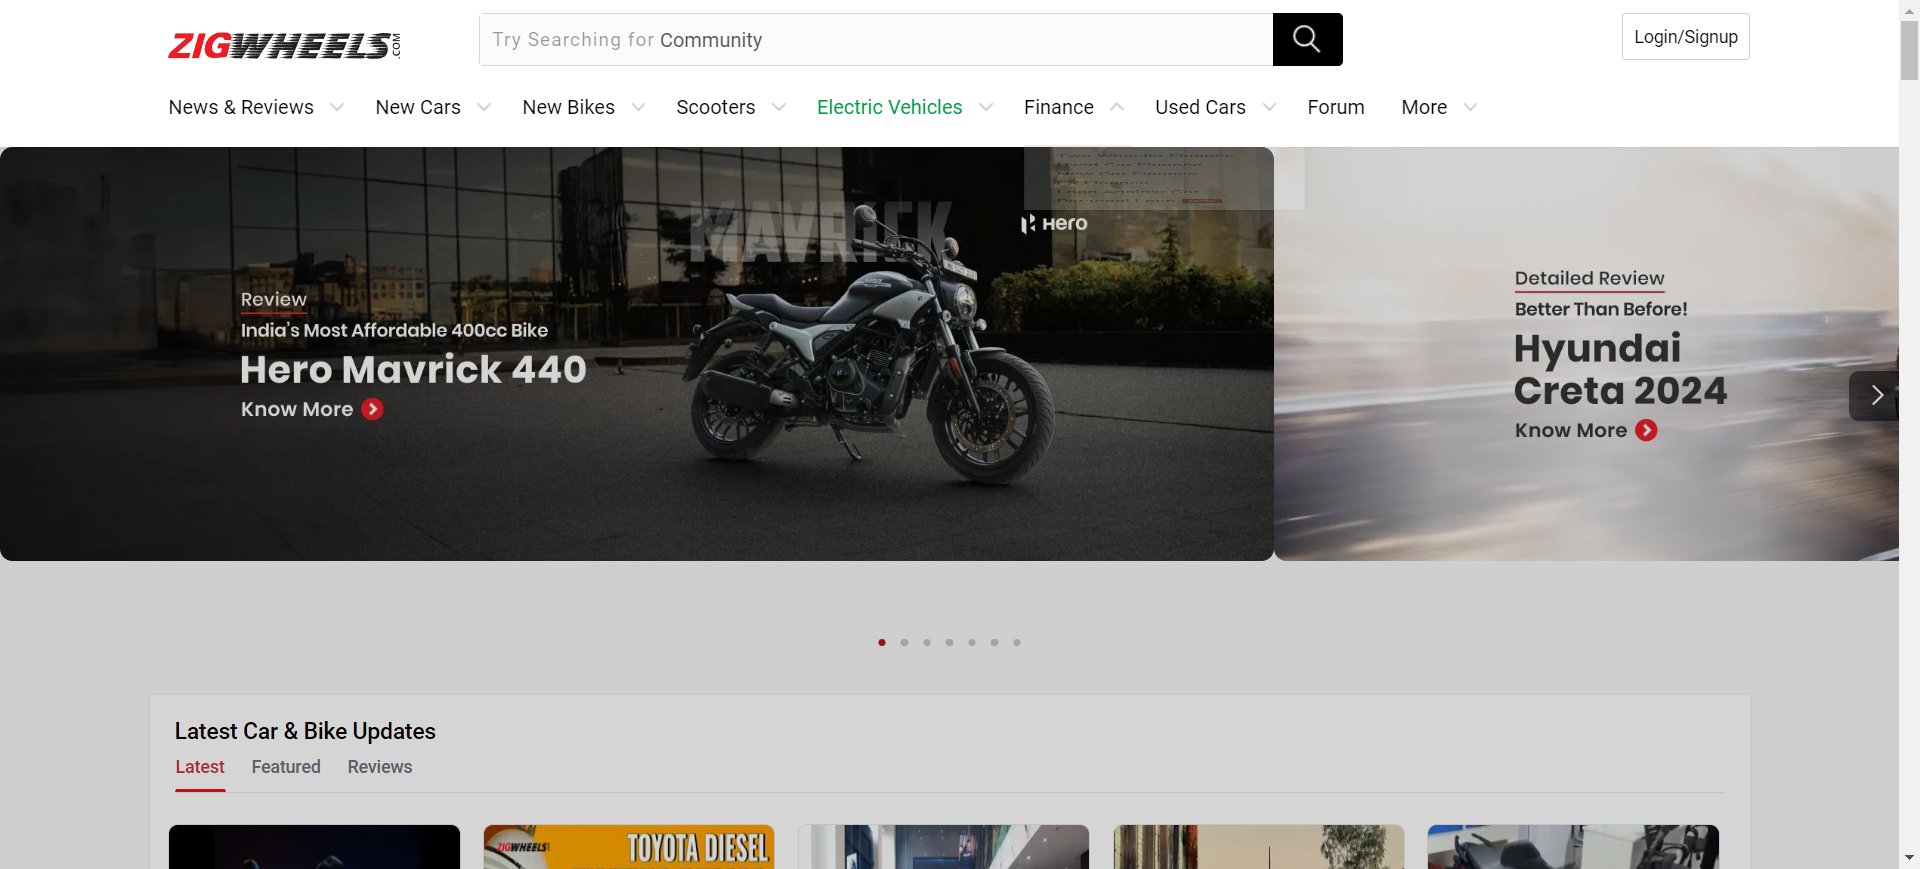 ZIGWHEELS.COM
Try Searching for Community
Login/Signup
News & Reviews
New Cars
New Bikes
Scooters
Electric Vehicles
Finance
Used Cars
Forum
More
MAVRICK
Hero
Review
India's Most Affordable 400cc Bike
Hero Mavrick 440
Know More
Detailed Review
Better Than Before!
Hyundai
Creta 2024
Know More
Latest Car & Bike Updates
Latest
Featured
Reviews
ZIGWHEELS
TOYOTA DIESEL